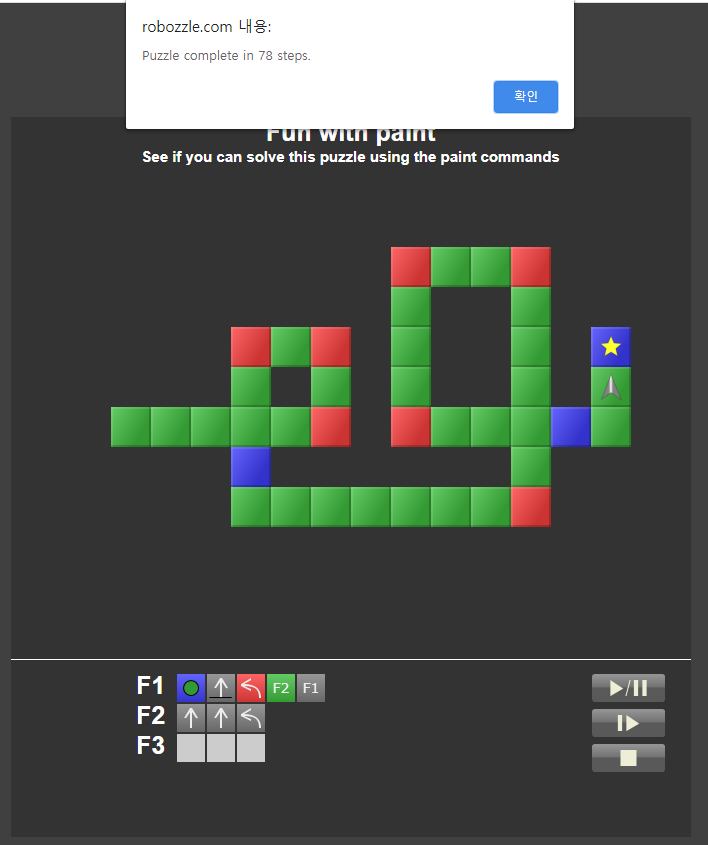 robozzle.com 내용:
Puzzle complete in 78 steps.
확인
Fun with paint
See if you can solve this puzzle using the paint commands
F1 F2 F1
F2
F3